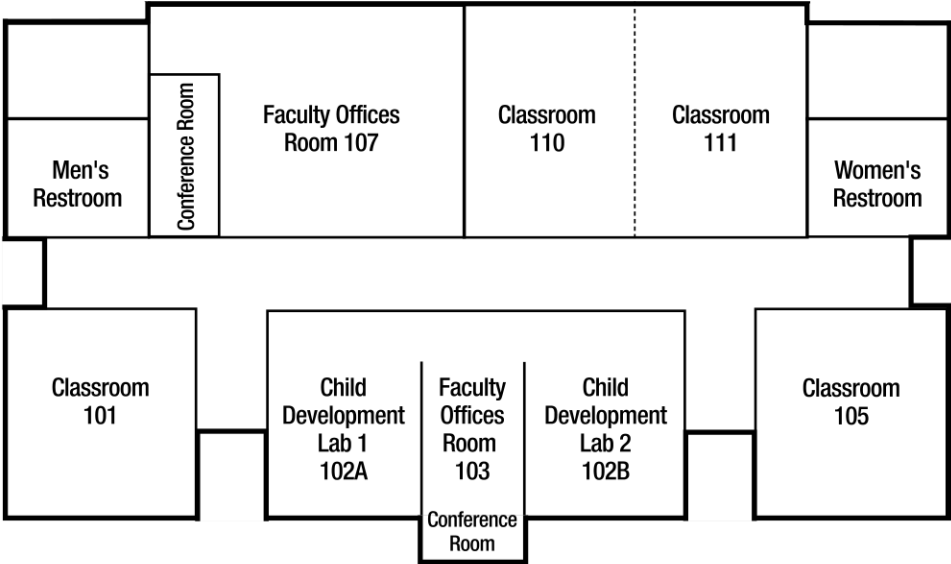 Conference Room
Faculty Offices
Room 107
Classroom
110
Classroom
111
Men's
Restroom
Women's
Restroom
Classroom
101
Child
Development
Lab 1
102A
Faculty
Offices
Room
103
Child
Development
Lab 2
102B
Classroom
105
Conference
Room